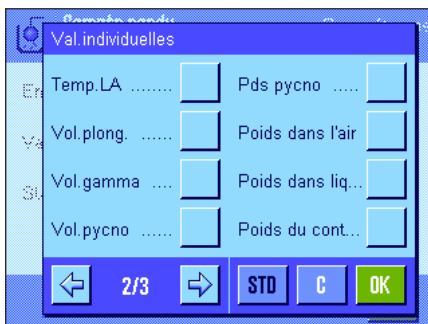 Val.individuelles
Temp.LA ........
Pds pycno .....
Vol.plong. ......
Poids dans l'air
Vol.gamma ....
Poids dans liq...
Vol.pycno ......
Poids du cont...
2/3
STD
C
OK